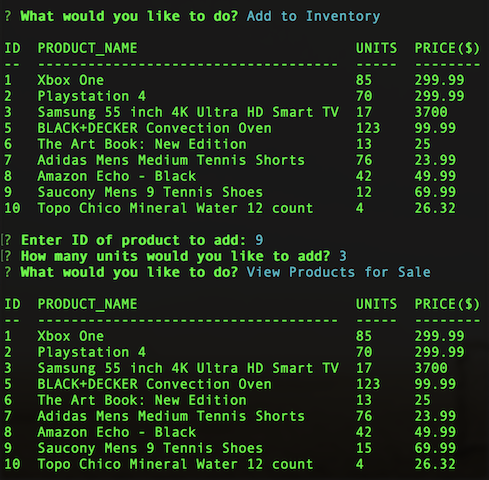 ? What would you like to do? Add to Inventory
ID PRODUCT_NAME UNITS PRICE($)
-- ------------------------------------ ----- --------
1 Xbox One 85 299.99
2 Playstation 4 70 299.99
3 Samsung 55 inch 4K Ultra HD Smart TV 17 3700
5 BLACK+DECKER Convection Oven 123 99.99
6 The Art Book: New Edition 13 25
7 Adidas Mens Medium Tennis Shorts 76 23.99
8 Amazon Echo - Black 42 49.99
9 Saucony Mens 9 Tennis Shoes 12 69.99
10 Topo Chico Mineral Water 12 count 4 26.32
[? Enter ID of product to add: 9
[? How many units would you like to add? 3
? What would you like to do? View Products for Sale
ID PRODUCT_NAME UNITS PRICE($)
-- ------------------------------------ ----- --------
1 Xbox One 85 299.99
2 Playstation 4 70 299.99
3 Samsung 55 inch 4K Ultra HD Smart TV 17 3700
5 BLACK+DECKER Convection Oven 123 99.99
6 The Art Book: New Edition 13 25
7 Adidas Mens Medium Tennis Shorts 76 23.99
8 Amazon Echo - Black 42 49.99
9 Saucony Mens 9 Tennis Shoes 15 69.99
10 Topo Chico Mineral Water 12 count 4 26.32